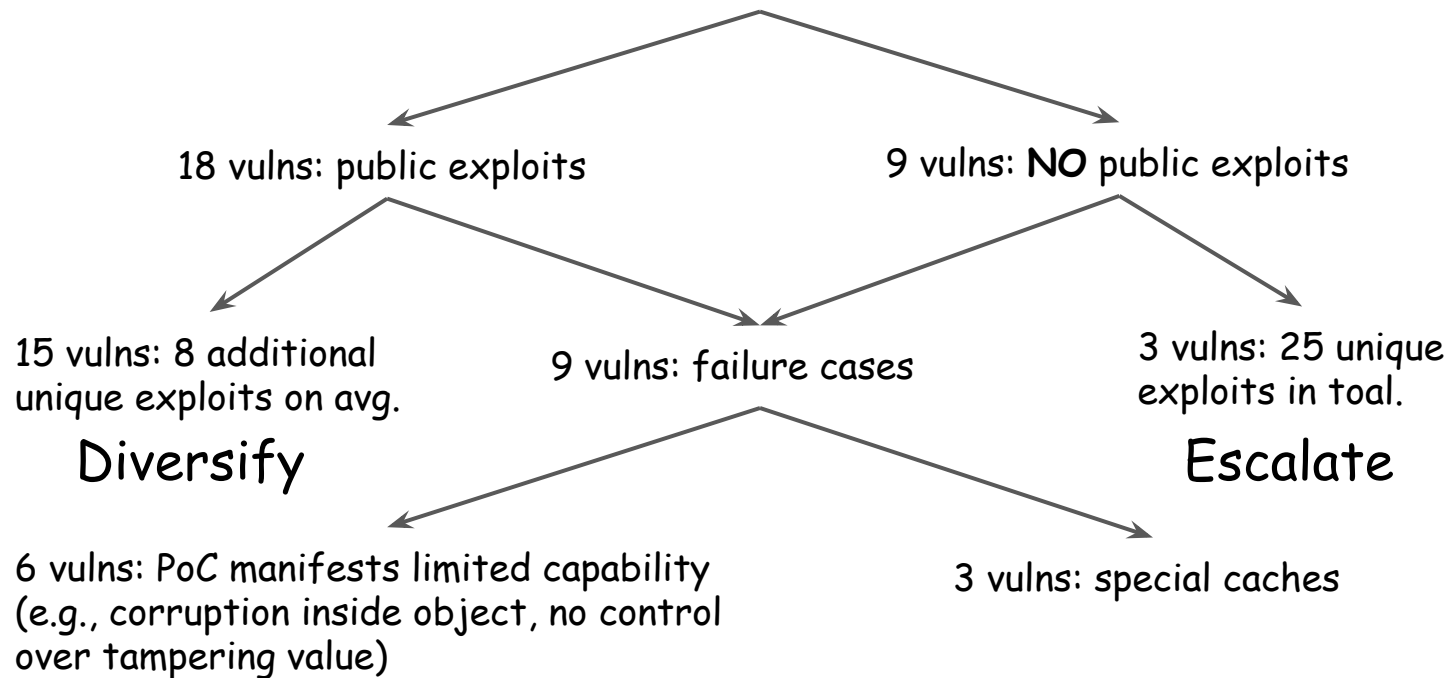 18 vulns: public exploits
9 vulns: NO public exploits
15 vulns: 8 additional
unique exploits on avg.
Diversify
9 vulns: failure cases
3 vulns: 25 unique
exploits in toal.
Escalate
6 vulns: PoC manifests limited capability
(e.g., corruption inside object, no control
over tampering value)
3 vulns: special caches